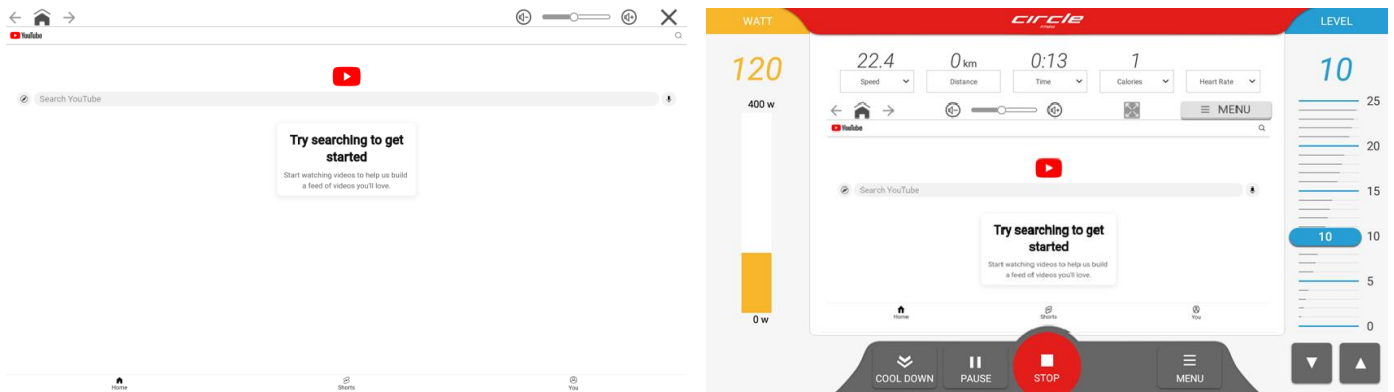 YouTube
Search YouTube
Try searching to get
started
Start watching videos to help us build
a feed of videos you'll love.
Home
Shorts
You
WATT
circle
LEVEL
120
22.4
0 km
0:13
1
10
Speed
Distance
Time
Calories
Heart Rate
400 w
MENU
YouTube
Search YouTube
Try searching to get
started
Start watching videos to help us build
a feed of videos you'll love.
Home
Shorts
You
0 w
25
20
15
10
10
5
0
COOL DOWN
PAUSE
STOP
MENU